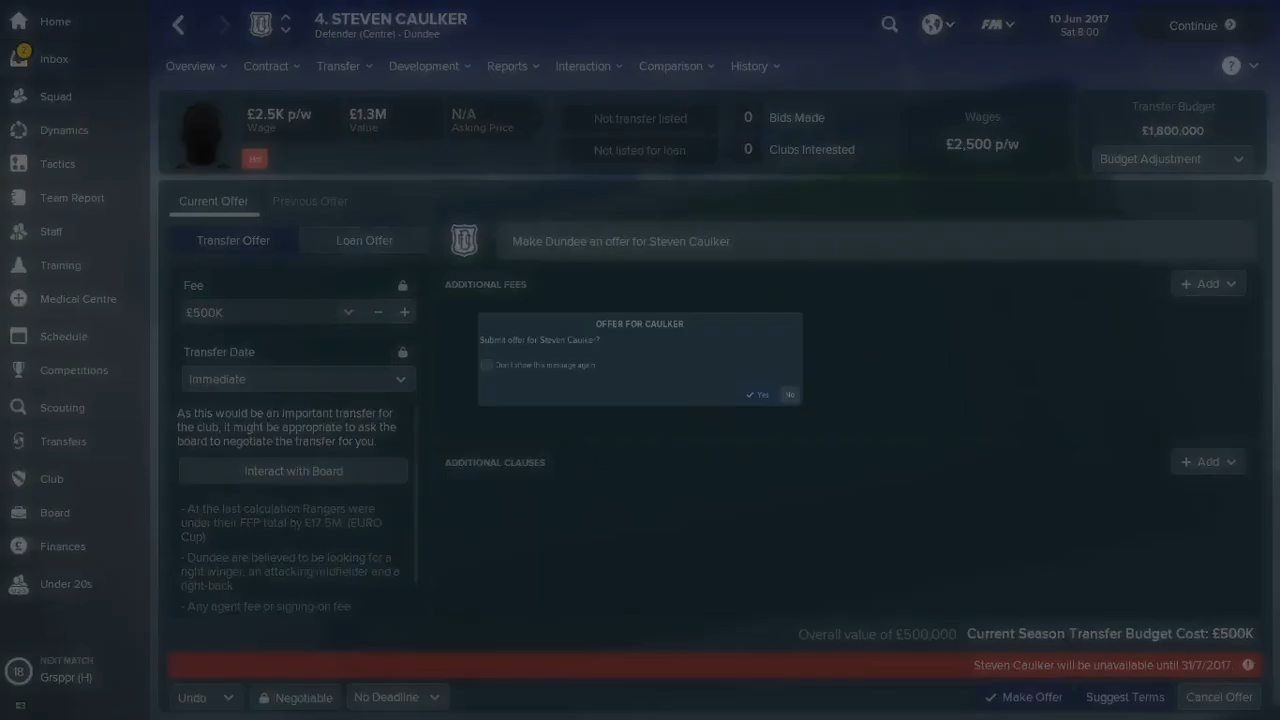 Home
Inbox
2
Squad
Dynamics
Tactics
Team Report
Staff
Training
Medical Centre
Schedule
Competitions
Scouting
Transfers
Club
Board
Finances
Under 20s
NEXT MATCH
18
Grsppr (H)
4. STEVEN CAULKER
Defender (Centre) - Dundee
FM
10 Jun 2017
Sat 8:00
Continue
Overview
Contract
Transfer
Development
Reports
Interaction
Comparison
History
?
£2.5K p/w
Wage
£1.3M
Value
N/A
Asking Price
Not transfer listed
Not listed for loan
0 Bids Made
0 Clubs Interested
Wages
£2,500 p/w
Transfer Budget
£1,800,000
Budget Adjustment
Current Offer
Previous Offer
Transfer Offer
Loan Offer
Make Dundee an offer for Steven Caulker
Fee
£500K
Transfer Date
Immediate
As this would be an important transfer for
the club, it might be appropriate to ask the
board to negotiate the transfer for you.
Interact with Board
- At the last calculation Rangers were
under their FFP total by £17.5M. (EURO
Cup)
- Dundee are believed to be looking for a
right winger, an attacking midfielder and a
right-back
- Any agent fee or signing-on fee
ADDITIONAL FEES
+ Add
OFFER FOR CAULKER
Submit offer for Steven Caulker?
Don't show this message again
Yes
No
ADDITIONAL CLAUSES
+ Add
Overall value of £500,000
Current Season Transfer Budget Cost: £500K
Steven Caulker will be unavailable until 31/7/2017.
Undo
Negotiable
No Deadline
Make Offer
Suggest Terms
Cancel Offer